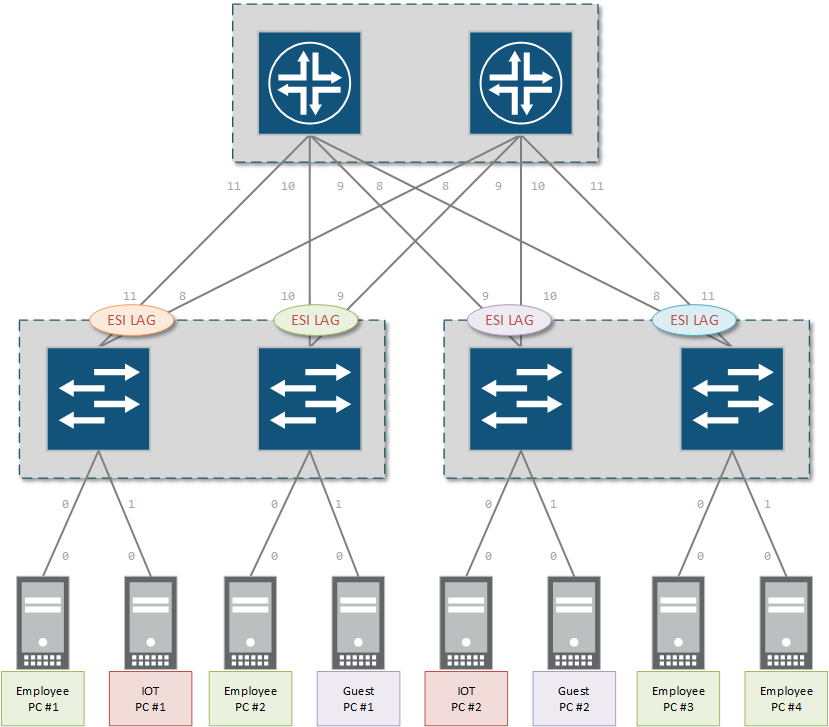 11 10 9 8 8 9 10 11
11 8 10 9 9 10 8 11
ESI LAG ESI LAG ESI LAG ESI LAG
0 1 0 1 0 1 0 1
0 0 0 0 0 0 0 0
Employee IOT Employee Guest IOT Guest Employee Employee
PC #1 PC #1 PC #2 PC #1 PC #2 PC #2 PC #3 PC #4